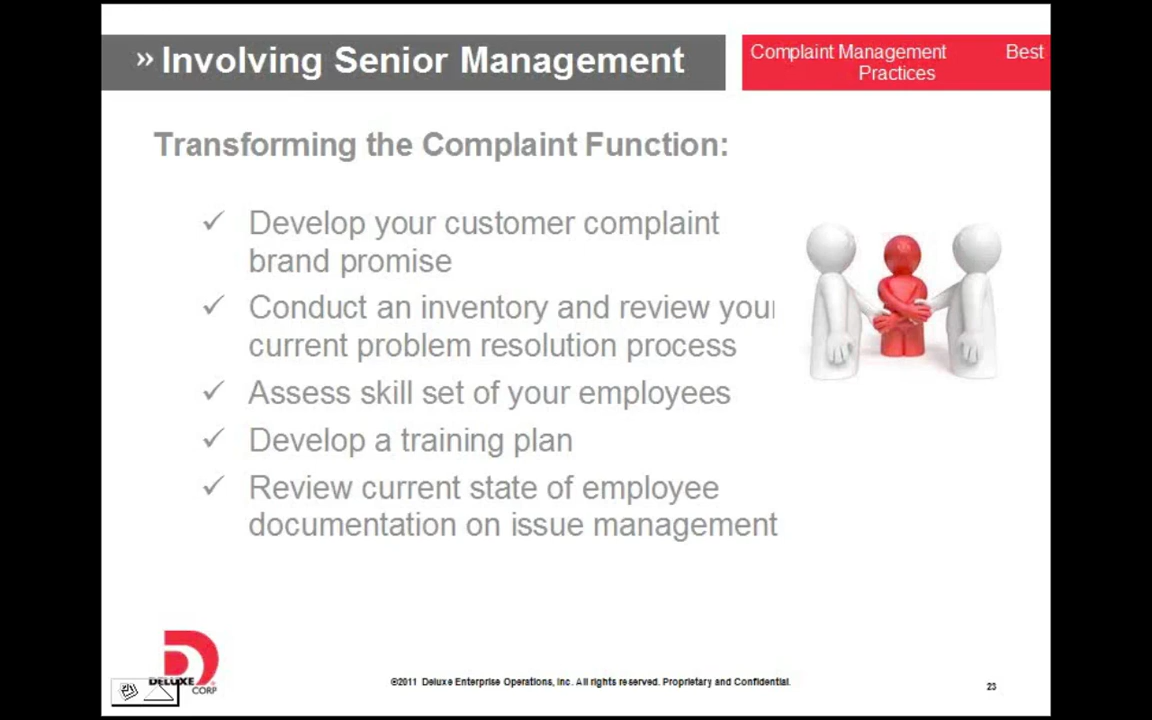 » Involving Senior Management
Complaint Management Best
Practices
Transforming the Complaint Function:
✓ Develop your customer complaint
brand promise
✓ Conduct an inventory and review your
current problem resolution process
✓ Assess skill set of your employees
✓ Develop a training plan
✓ Review current state of employee
documentation on issue management
DELUXE
CORP
©2011 Deluxe Enterprise Operations, Inc. All rights reserved. Proprietary and Confidential.
23